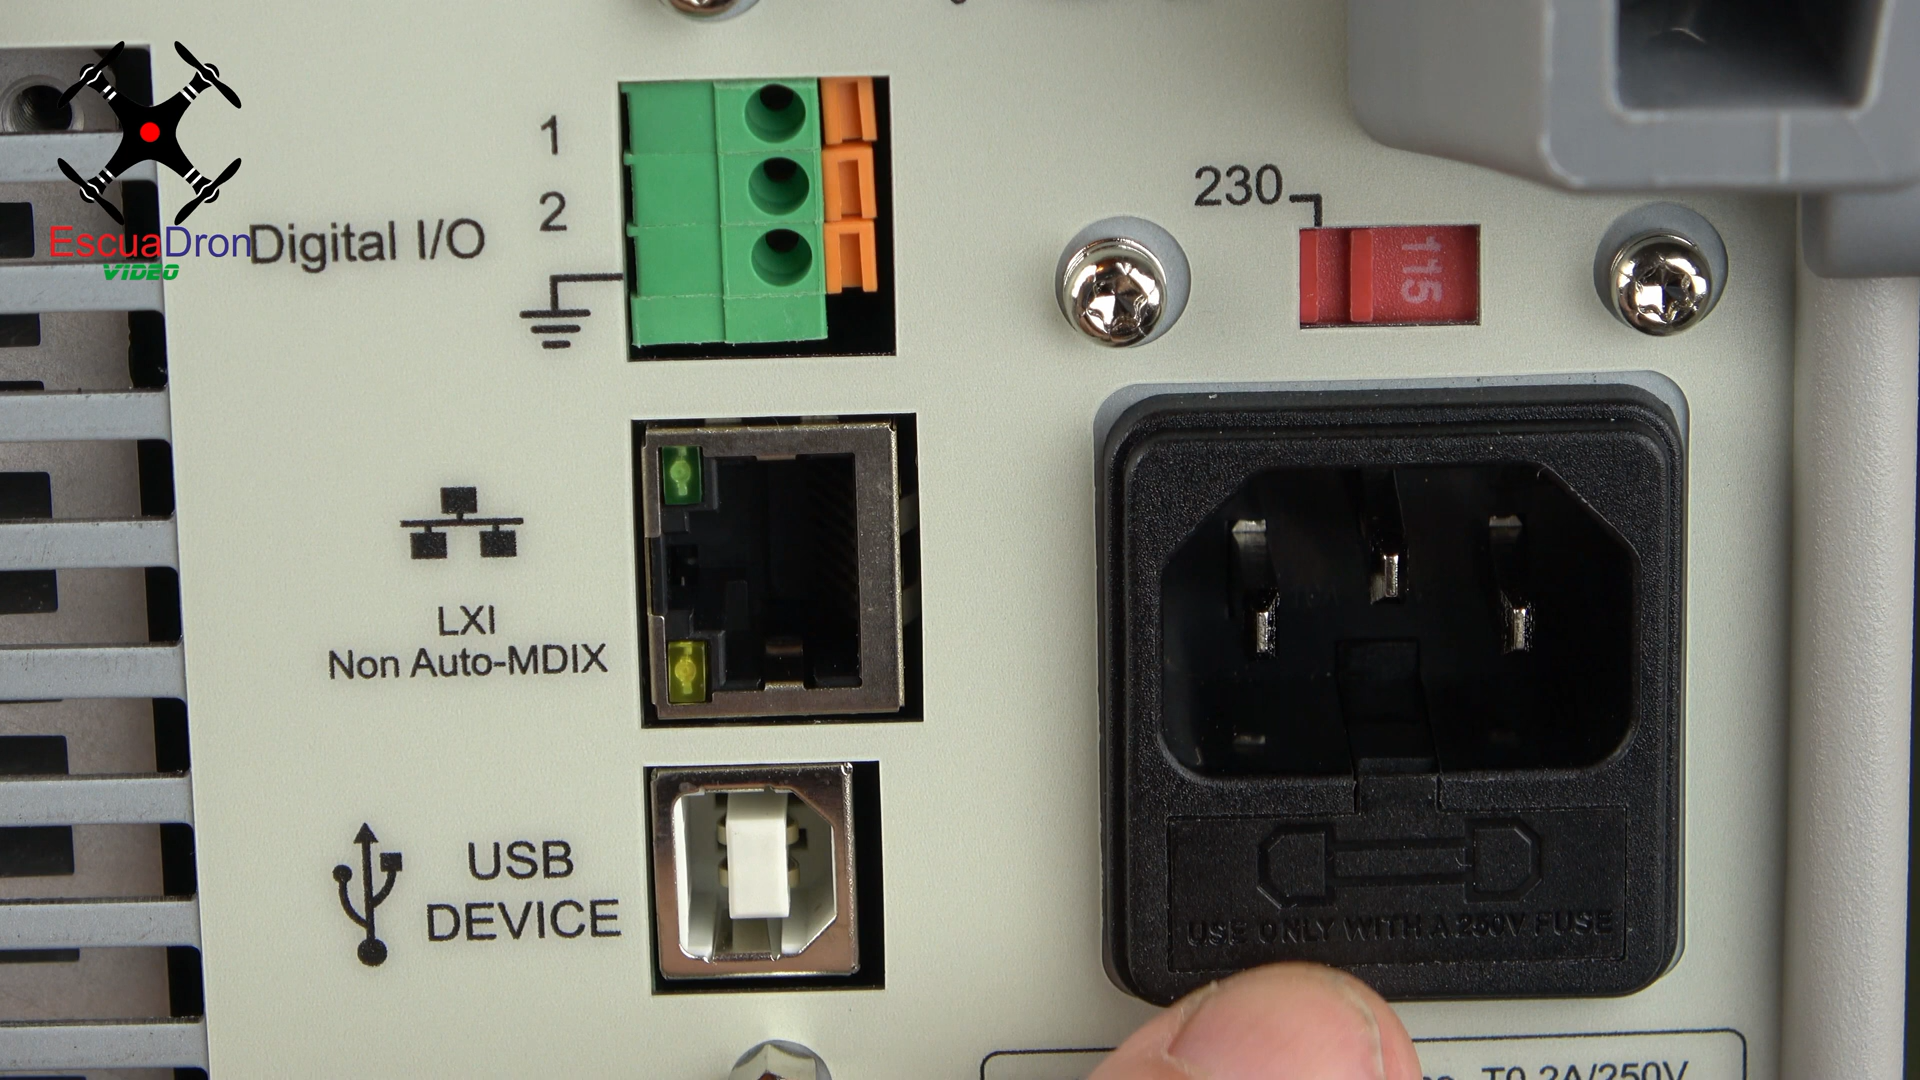 EscuaDron
VIDEO
1
2
Digital I/O
230
115
LXI
Non Auto-MDIX
USB
DEVICE
USE ONLY WITH A 250V FUSE
T0.2A/250V